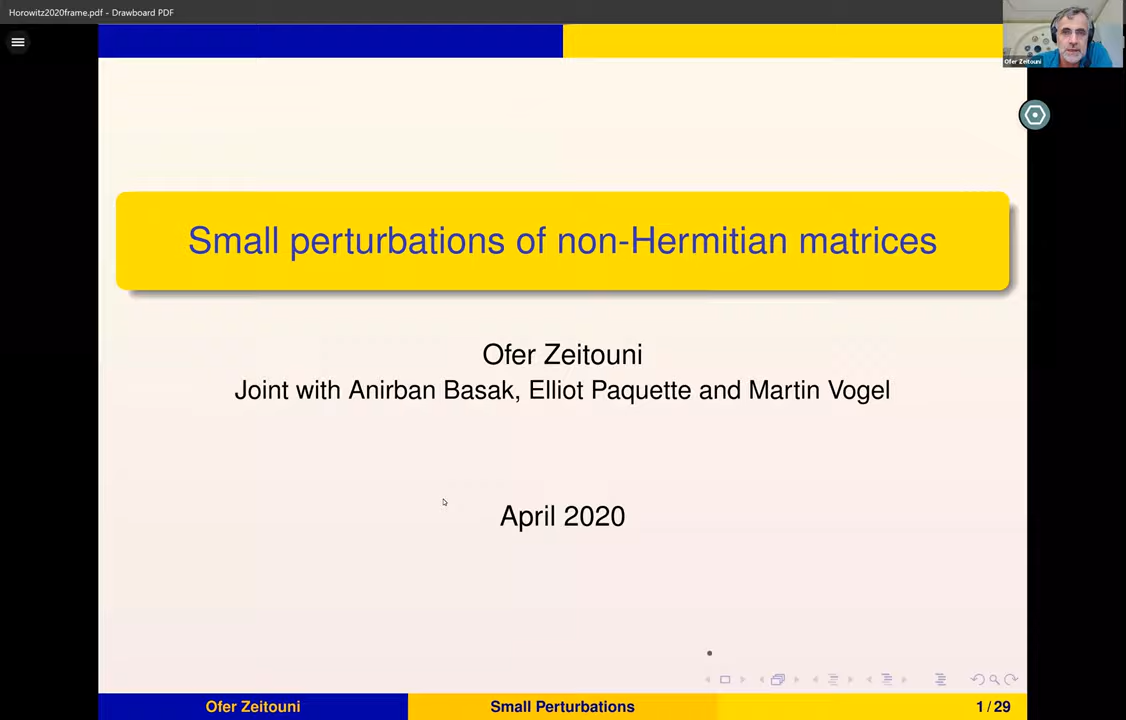 Horowitz2020frame.pdf - Drawboard PDF
Ofer Zeitouni
Small perturbations of non-Hermitian matrices
Ofer Zeitouni
Joint with Anirban Basak, Elliot Paquette and Martin Vogel
April 2020
Ofer Zeitouni
Small Perturbations
1 / 29